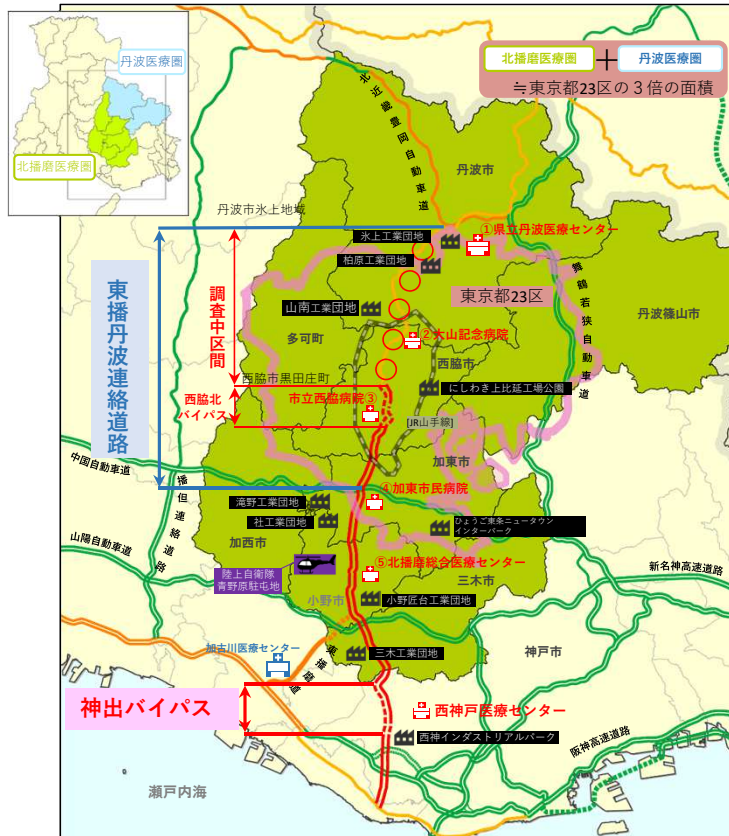 丹波医療圏
北播磨医療圏
北播磨医療圏
＋
丹波医療圏
≒東京都23区の３倍の面積
北近畿豊岡自動車道
丹波市
丹波市氷上地域
氷上工業団地
①県立丹波医療センター
柏原工業団地
東京都23区
舞鶴若狭自動車道
丹波篠山市
東播丹波連絡道路
調査中区間
山南工業団地
多可町
②大山記念病院
西脇市
西脇市黒田庄町
にしわき上比延工場公園
西脇北
バイパス
市立西脇病院③
[JR山手線]
加東市
中国自動車道
播但連絡道路
④加東市民病院
滝野工業団地
社工業団地
ひょうご東条ニュータウン
インターパーク
山陽自動車道
加西市
⑤北播磨総合医療センター
新名神高速道路
三木市
陸上自衛隊
青野原駐屯地
小野市
小野匠台工業団地
神戸市
加古川医療センター
東播磨道
三木工業団地
神出バイパス
西神戸医療センター
西神インダストリアルパーク
阪神高速道路
瀬戸内海